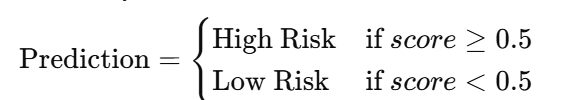 Prediction = { High Risk if score ≥ 0.5
Low Risk if score < 0.5